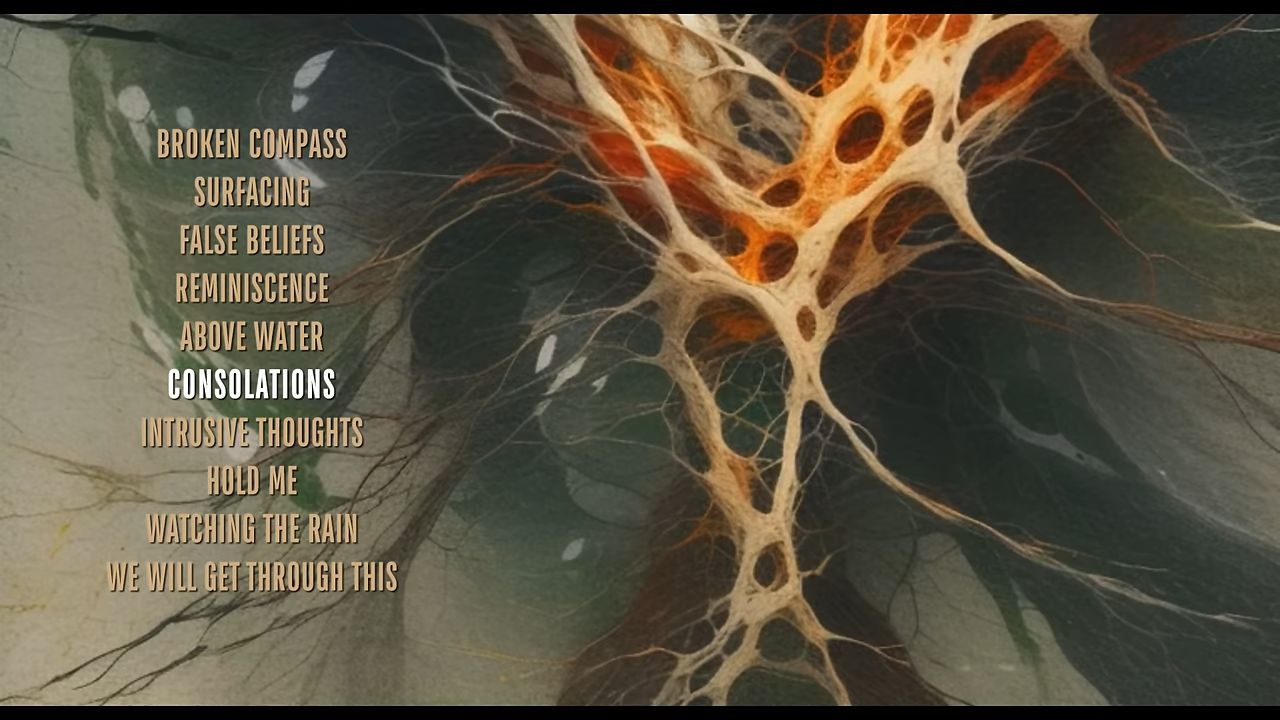 BROKEN COMPASS
SURFACING
FALSE BELIEFS
REMINISCENCE
ABOVE WATER
CONSOLATIONS
INTRUSIVE THOUGHTS
HOLD ME
WATCHING THE RAIN
WE WILL GET THROUGH THIS